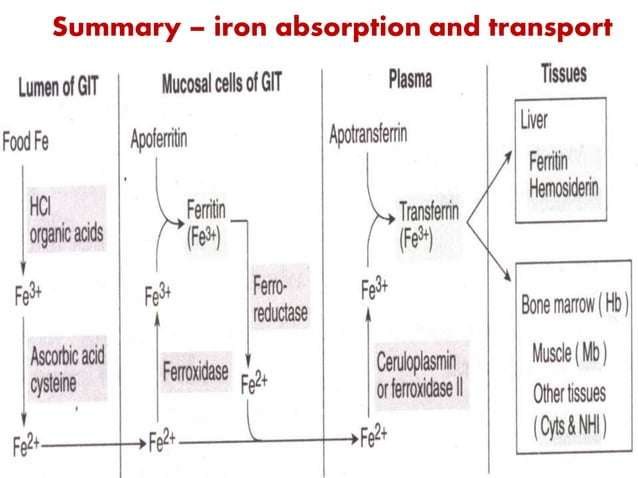 Summary – iron absorption and transport
Lumen of GIT
Food Fe
HCl
organic acids
Fe3+
Ascorbic acid
cysteine
Fe2+
Mucosal cells of GIT
Apoferritin
Ferritin
(Fe3+)
Fe3+
Ferro-
reductase
Ferroxidase
Fe2+
Fe2+
Plasma
Apotransferrin
Transferrin
(Fe3+)
Fe3+
Ceruloplasmin
or ferroxidase II
Fe2+
Tissues
Liver
Ferritin
Hemosiderin
Bone marrow ( Hb )
Muscle ( Mb )
Other tissues
( Cyts & NHI )